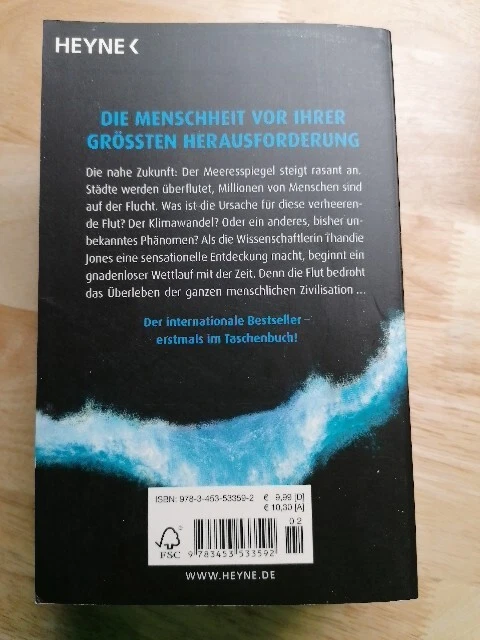 HEYNE<
DIE MENSCHHEIT VOR IHRER
GRÖSSTEN HERAUSFORDERUNG
Die nahe Zukunft: Der Meeresspiegel steigt rasant an.
Städte werden überflutet, Millionen von Menschen sind
auf der Flucht. Was ist die Ursache für diese verheeren-
de Flut? Der Klimawandel? Oder ein anderes, bisher un-
bekanntes Phänomen? Als die Wissenschaftlerin Thandie
Jones eine sensationelle Entdeckung macht, beginnt ein
gnadenloser Wettlauf mit der Zeit. Denn die Flut bedroht
das Überleben der ganzen menschlichen Zivilisation ...
Der internationale Bestseller –
erstmals im Taschenbuch!
ISBN: 978-3-453-53359-2 € 9,99 [D]
€ 10,30 [A]
02
FSC
9 783453 533592
WWW.HEYNE.DE